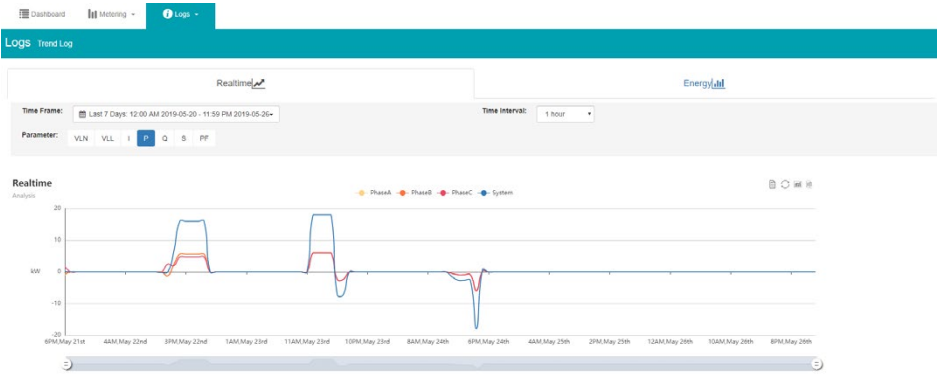 Dashboard Metering Logs
Logs Trend Log
Realtime Energy
Time Frame: Last 7 Days: 12:00 AM 2019-05-20 - 11:59 PM 2019-05-26 Time Interval: 1 hour
Parameter: VLN VLL I P Q S PF
Realtime
Analysis
PhaseA PhaseB PhaseC System
20
10
kW 0
-10
-20
6PM,May 21st 4AM,May 22nd 3PM,May 22nd 1AM,May 23rd 11AM,May 23rd 10PM,May 23rd 8AM,May 24th 6PM,May 24th 4AM,May 25th 2PM,May 25th 12AM,May 26th 10AM,May 26th 8PM,May 26th